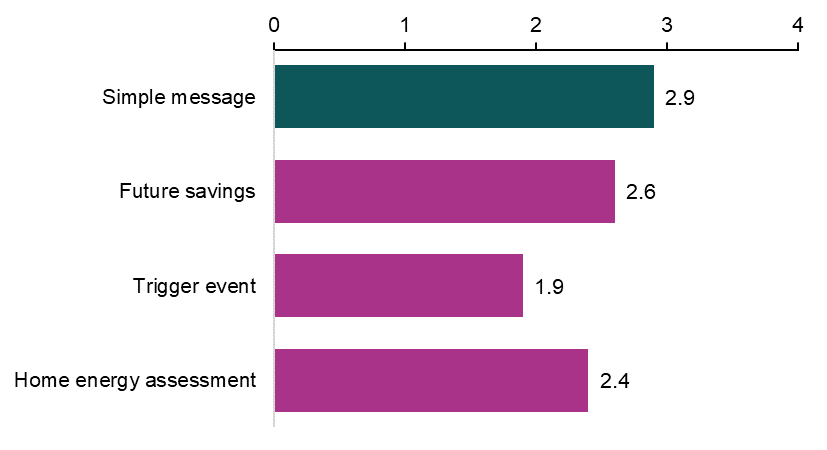 0 1 2 3 4
Simple message 2.9
Future savings 2.6
Trigger event 1.9
Home energy assessment 2.4